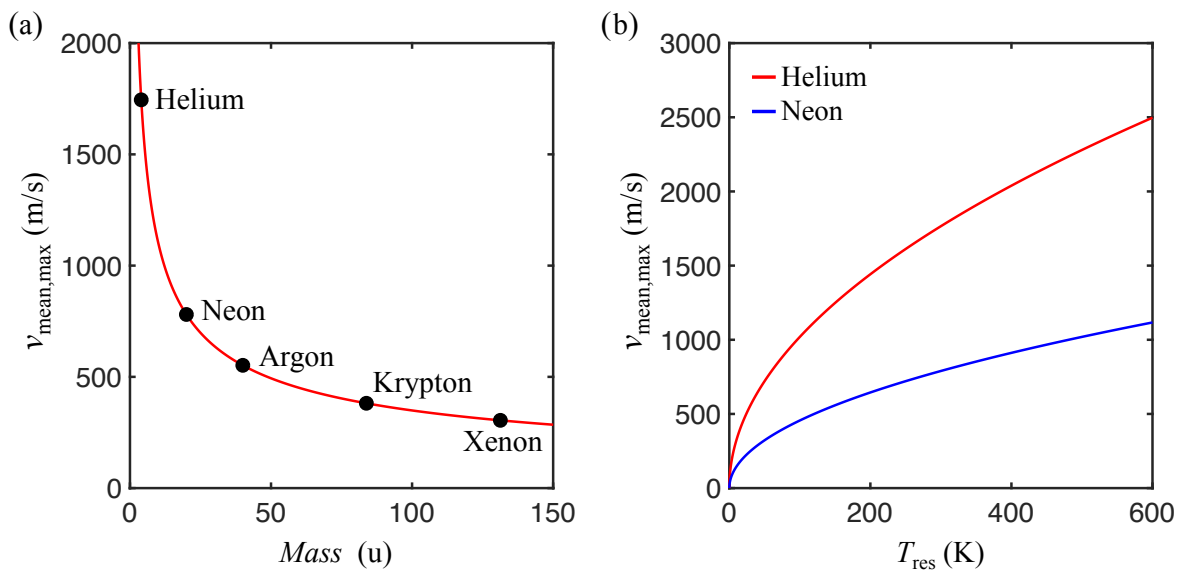 (a)
2000
1500
1000
500
0
v_mean,max (m/s)
Helium
Neon
Argon
Krypton
Xenon
0 50 100 150
Mass (u)
(b)
3000
2500
2000
1500
1000
500
0
v_mean,max (m/s)
Helium
Neon
0 200 400 600
T_res (K)